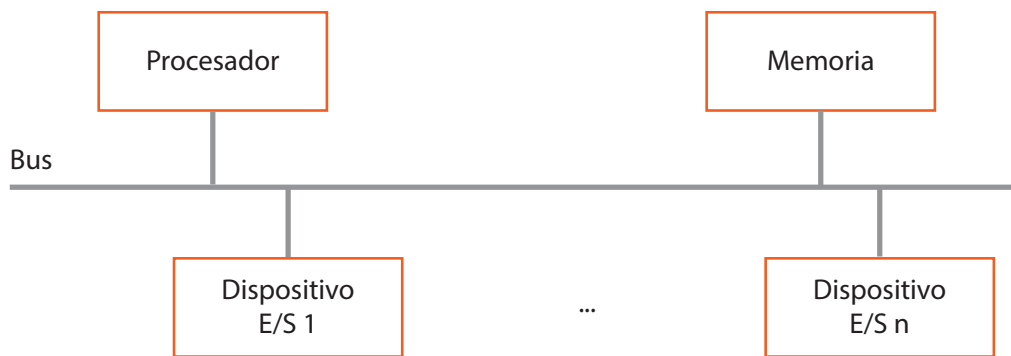 Procesador
Memoria
Bus
Dispositivo
E/S 1
...
Dispositivo
E/S n